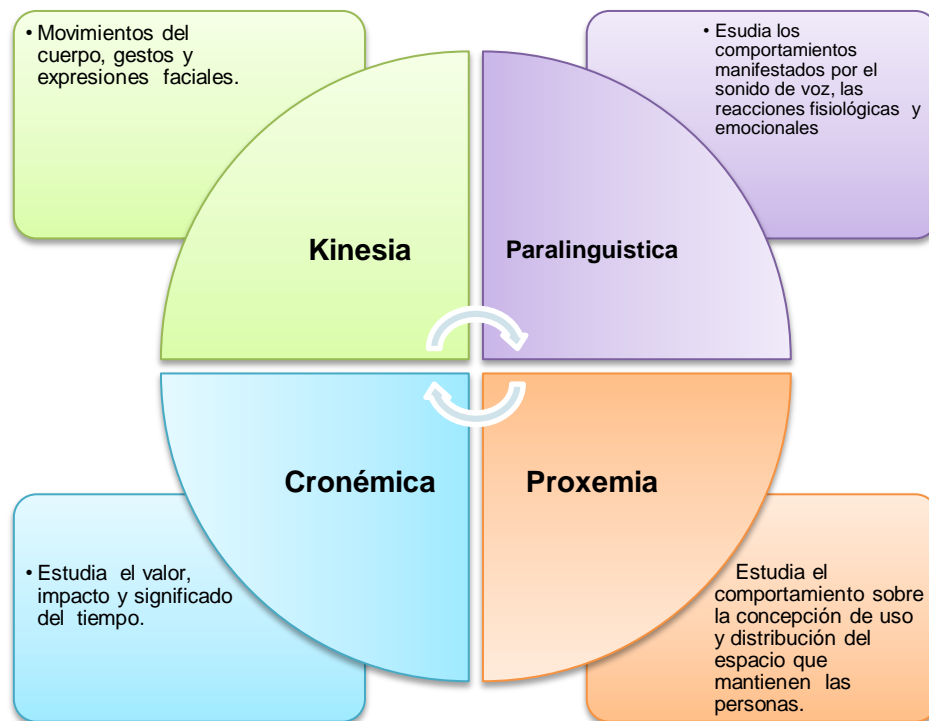 • Movimientos del
cuerpo, gestos y
expresiones faciales.
• Esudia los
comportamientos
manifestados por el
sonido de voz, las
reacciones fisiológicas y
emocionales
Kinesia
Paralinguistica
Cronémica
Proxemia
• Estudia el valor,
impacto y significado
del tiempo.
Estudia el
comportamiento sobre
la concepción de uso
y distribución del
espacio que
mantienen las
personas.